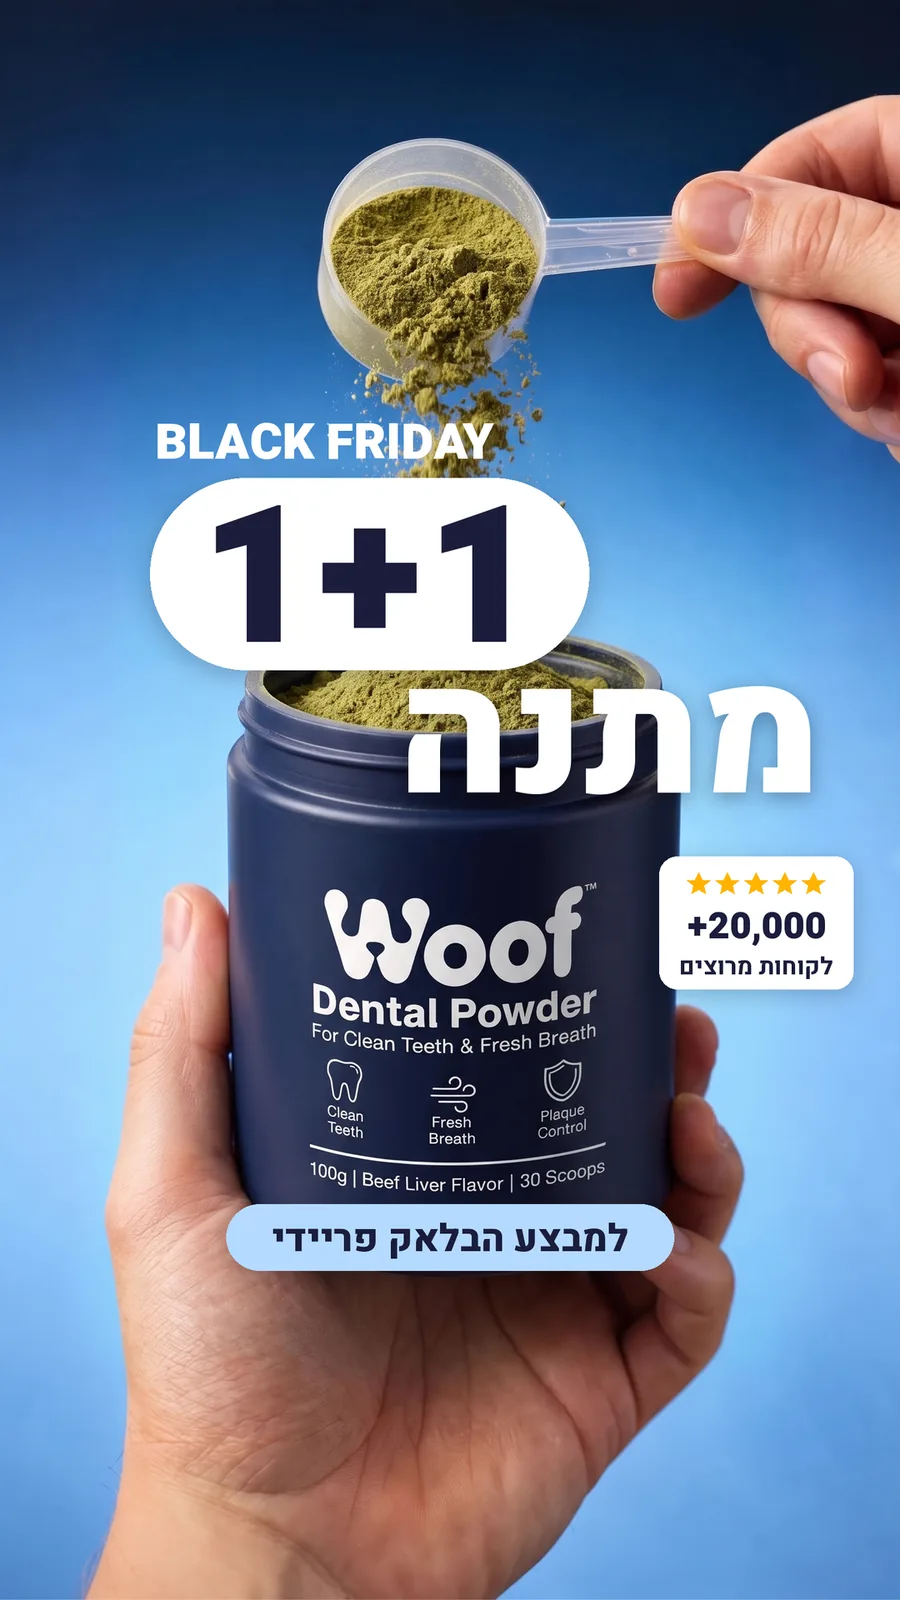 BLACK FRIDAY
1+1
מתנה
+20,000
לקוחות מרוצים
Woof™
Dental Powder
For Clean Teeth & Fresh Breath
Clean Teeth
Fresh Breath
Plaque Control
100g | Beef Liver Flavor | 30 Scoops
למבצע הבלאק פריידי